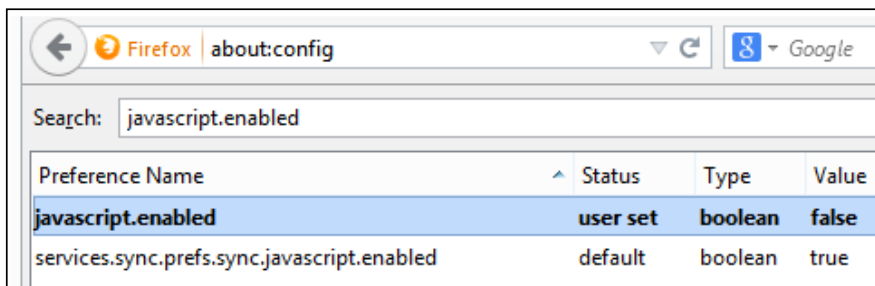 Firefox about:config 8 Google
Search: javascript.enabled
Preference Name Status Type Value
javascript.enabled user set boolean false
services.sync.prefs.sync.javascript.enabled default boolean true